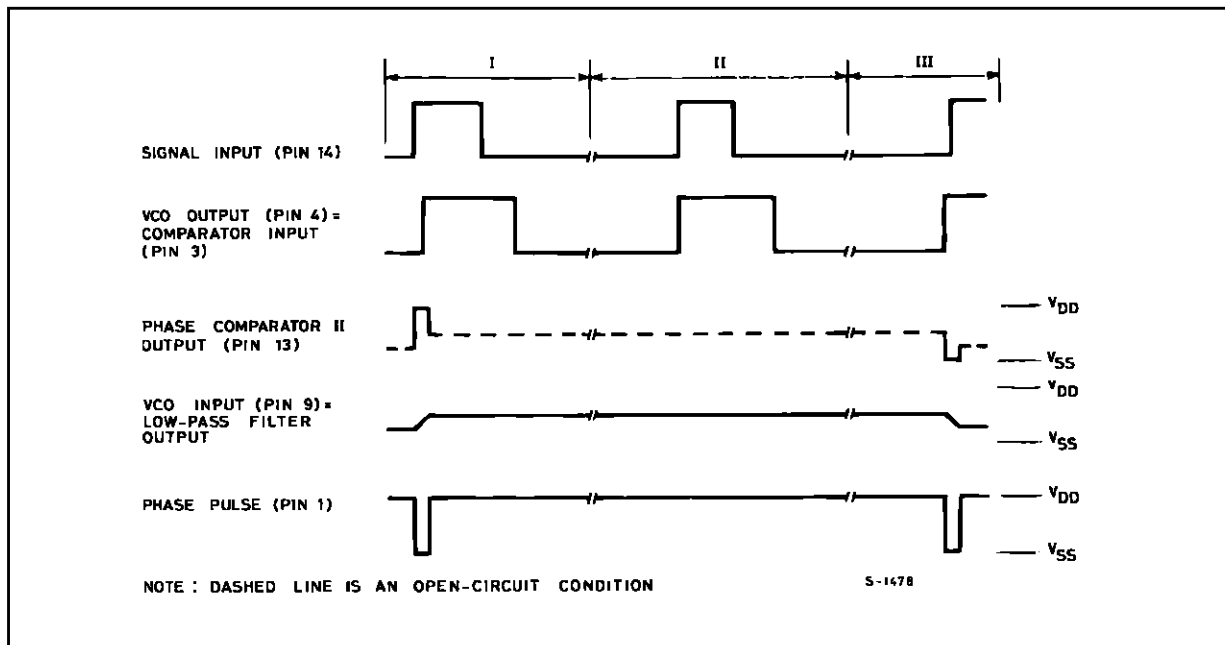 I II III
SIGNAL INPUT (PIN 14)
VCO OUTPUT (PIN 4)=
COMPARATOR INPUT
(PIN 3)
PHASE COMPARATOR II
OUTPUT (PIN 13)
VDD
VSS
VCO INPUT (PIN 9)=
LOW-PASS FILTER
OUTPUT
VDD
VSS
PHASE PULSE (PIN 1)
VDD
VSS
NOTE : DASHED LINE IS AN OPEN-CIRCUIT CONDITION
S-1478